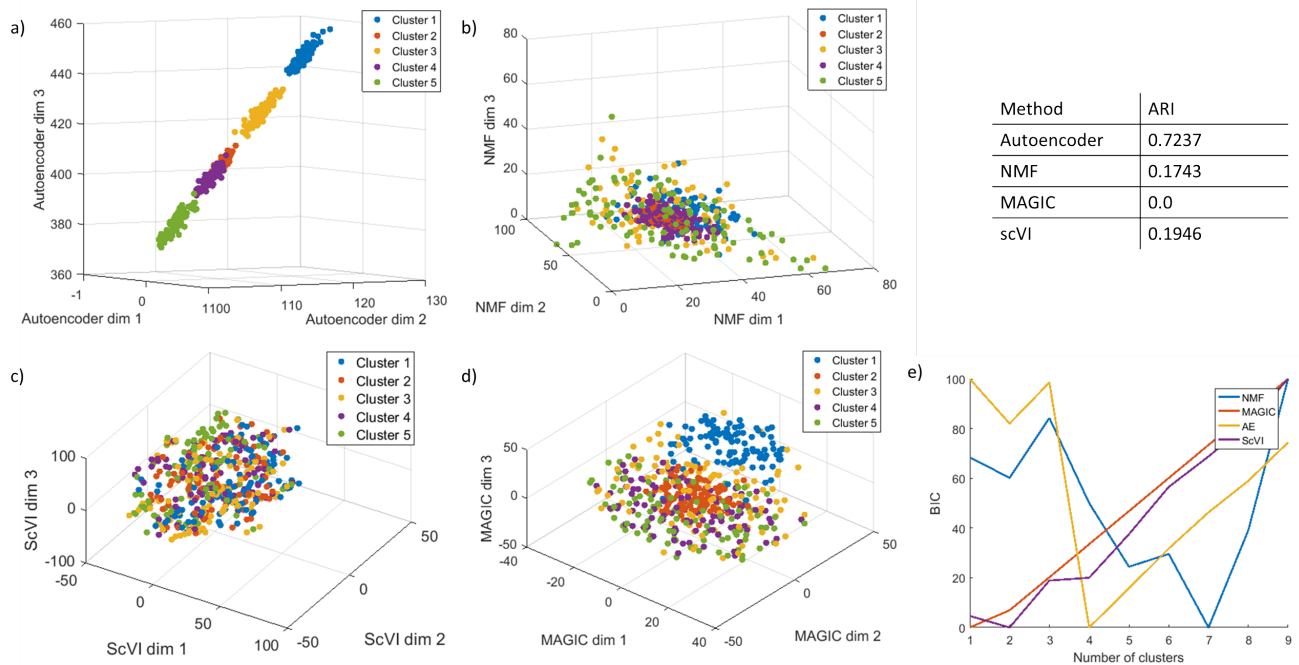 a)
460
440
420
400
380
360
Autoencoder dim 3
-1
0
1100
110
120
130
Autoencoder dim 1
Autoencoder dim 2
Cluster 1
Cluster 2
Cluster 3
Cluster 4
Cluster 5
b)
80
60
40
20
0
NMF dim 3
100
50
0
NMF dim 2
0
20
40
60
80
NMF dim 1
Cluster 1
Cluster 2
Cluster 3
Cluster 4
Cluster 5
Method ARI
Autoencoder 0.7237
NMF 0.1743
MAGIC 0.0
scVI 0.1946
c)
100
50
0
-50
-100
ScVI dim 3
-50
0
50
100
ScVI dim 1
-50
0
50
ScVI dim 2
Cluster 1
Cluster 2
Cluster 3
Cluster 4
Cluster 5
d)
50
0
-50
MAGIC dim 3
-40
-20
0
20
40
MAGIC dim 1
-50
0
50
MAGIC dim 2
Cluster 1
Cluster 2
Cluster 3
Cluster 4
Cluster 5
e)
100
80
60
40
20
0
BIC
1 2 3 4 5 6 7 8 9
Number of clusters
NMF
MAGIC
AE
ScVI